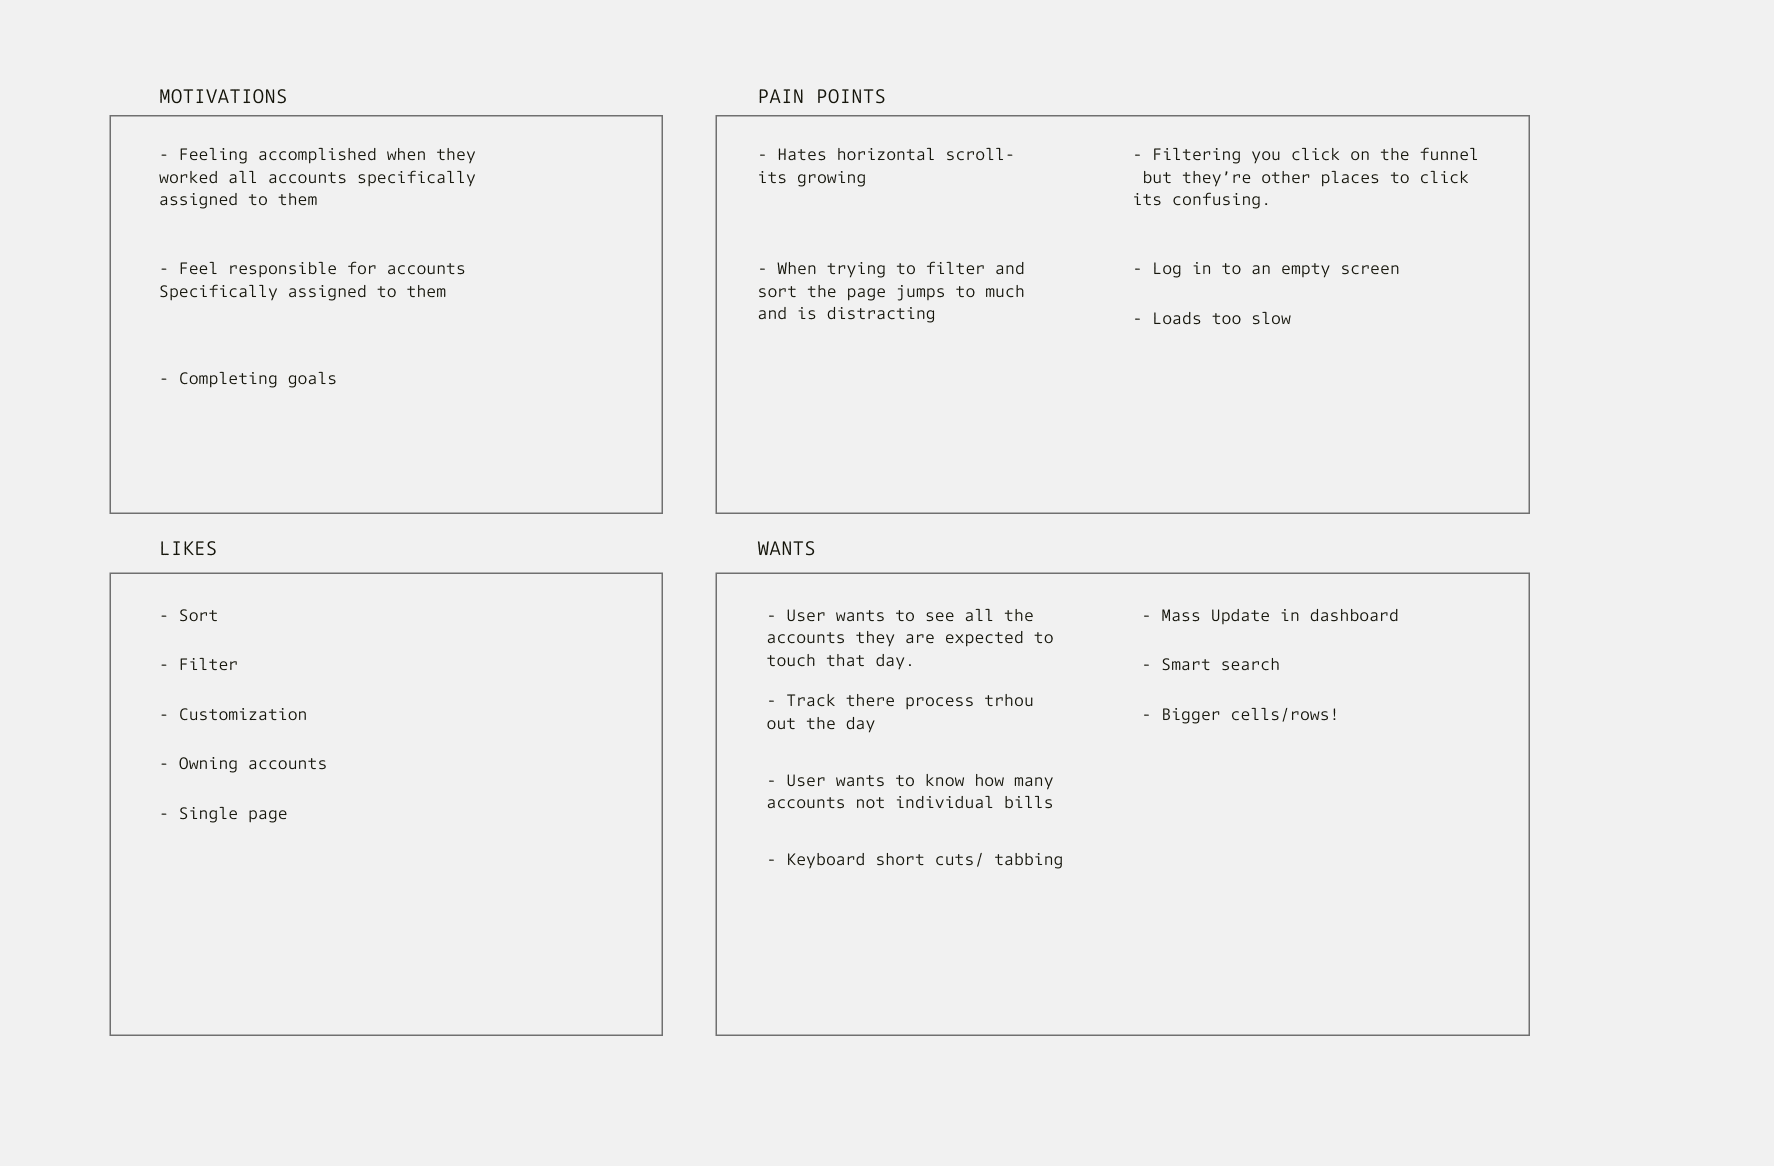 MOTIVATIONS
- Feeling accomplished when they
worked all accounts specifically
assigned to them
- Feel responsible for accounts
Specifically assigned to them
- Completing goals
PAIN POINTS
- Hates horizontal scroll-
its growing
- When trying to filter and
sort the page jumps to much
and is distracting
- Filtering you click on the funnel
but they’re other places to click
its confusing.
- Log in to an empty screen
- Loads too slow
LIKES
- Sort
- Filter
- Customization
- Owning accounts
- Single page
WANTS
- User wants to see all the
accounts they are expected to
touch that day.
- Track there process trhou
out the day
- User wants to know how many
accounts not individual bills
- Keyboard short cuts/ tabbing
- Mass Update in dashboard
- Smart search
- Bigger cells/rows!